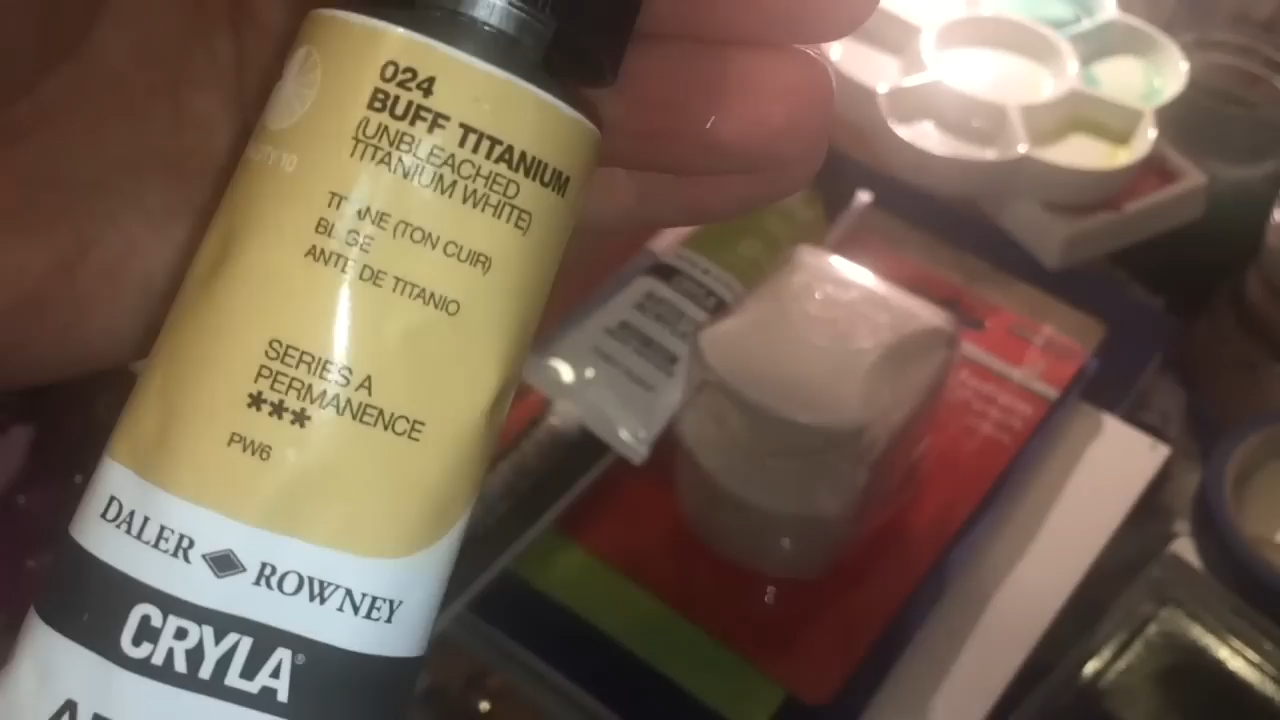 024
BUFF TITANIUM
(UNBLEACHED
TITANIUM WHITE)
TITANE (TON CUIR)
BEIGE
ANTE DE TITANIO
SERIES A
PERMANENCE
***
PW6
DALER ROWNEY
CRYLA®